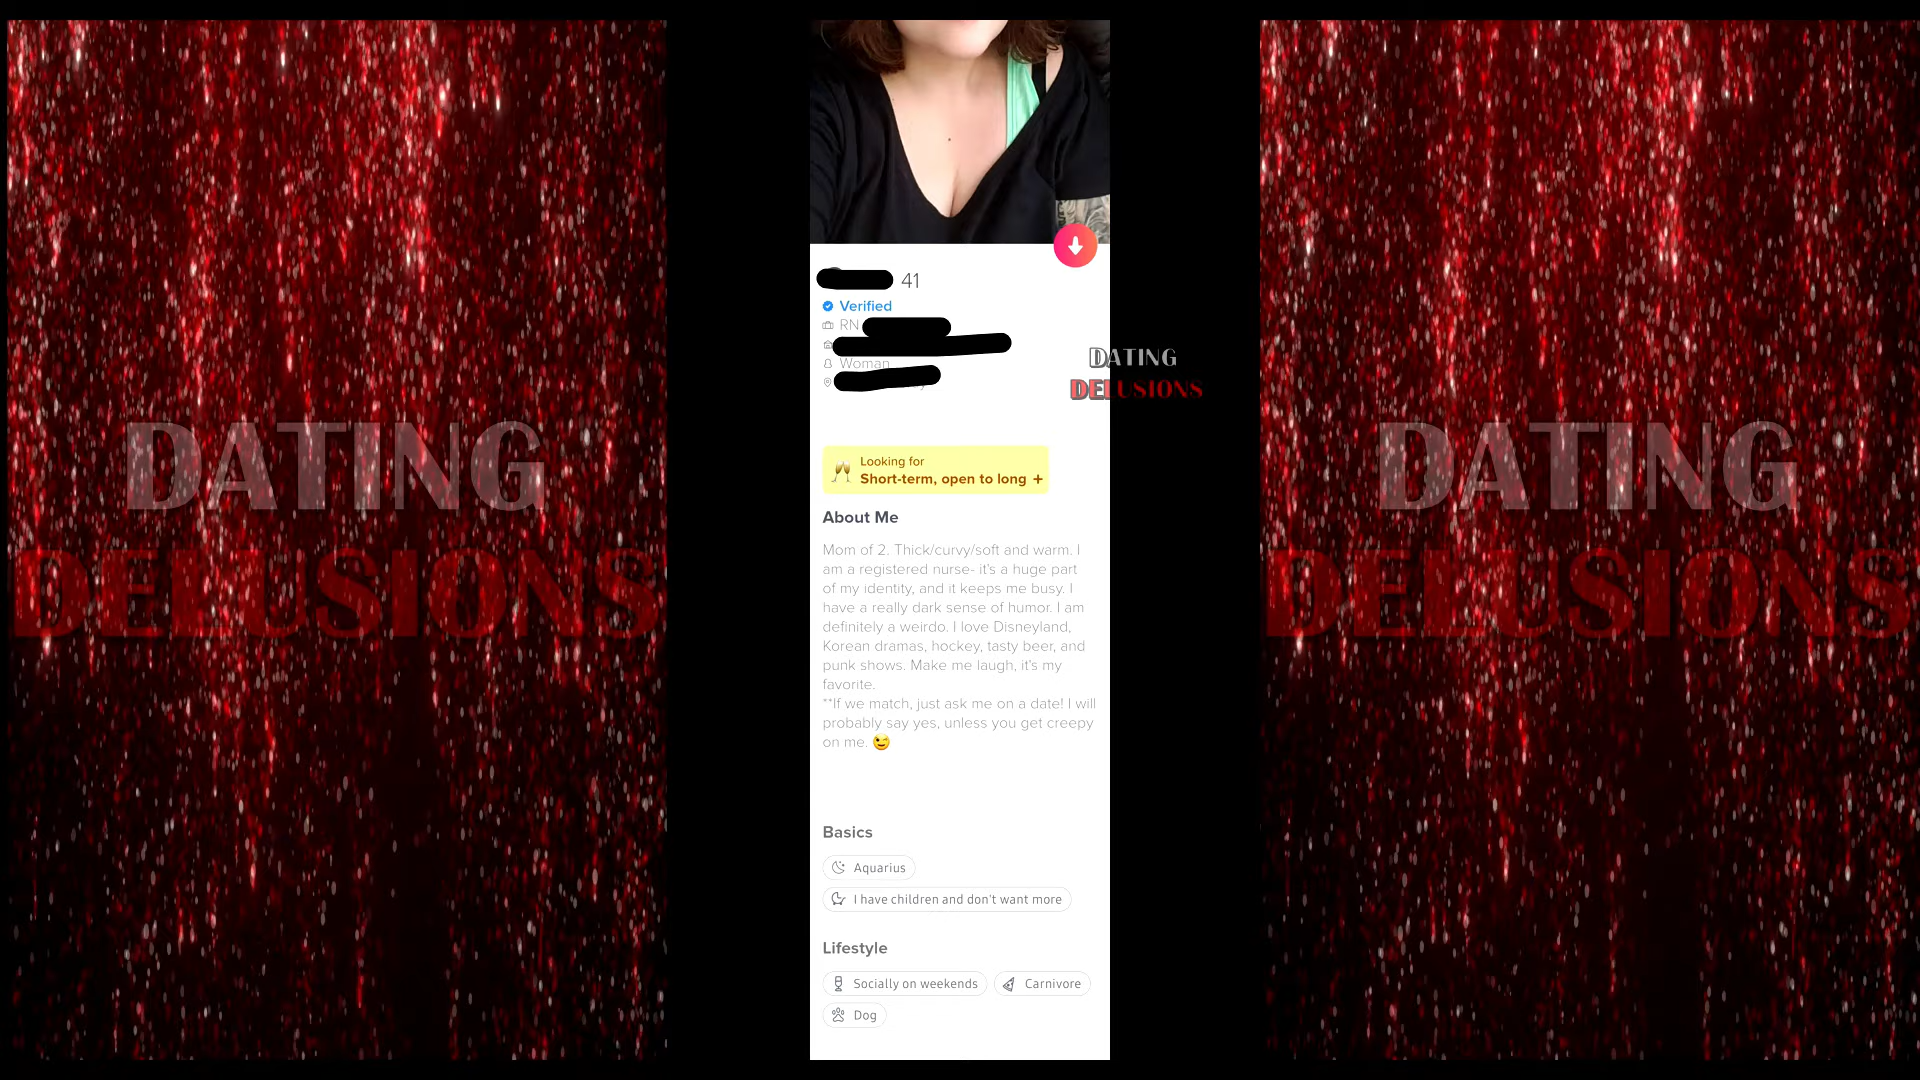 41
Verified
RN
Woman
DATING
DELUSIONS
DATING
DELUSIONS
DATING
DELUSIONS
Looking for
Short-term, open to long +
About Me
Mom of 2. Thick/curvy/soft and warm. I
am a registered nurse- it's a huge part
of my identity, and it keeps me busy. I
have a really dark sense of humor. I am
definitely a weirdo. I love Disneyland,
Korean dramas, hockey, tasty beer, and
punk shows. Make me laugh, it's my
favorite.
**If we match, just ask me on a date! I will
probably say yes, unless you get creepy
on me. 😉
Basics
Aquarius
I have children and don't want more
Lifestyle
Socially on weekends
Carnivore
Dog